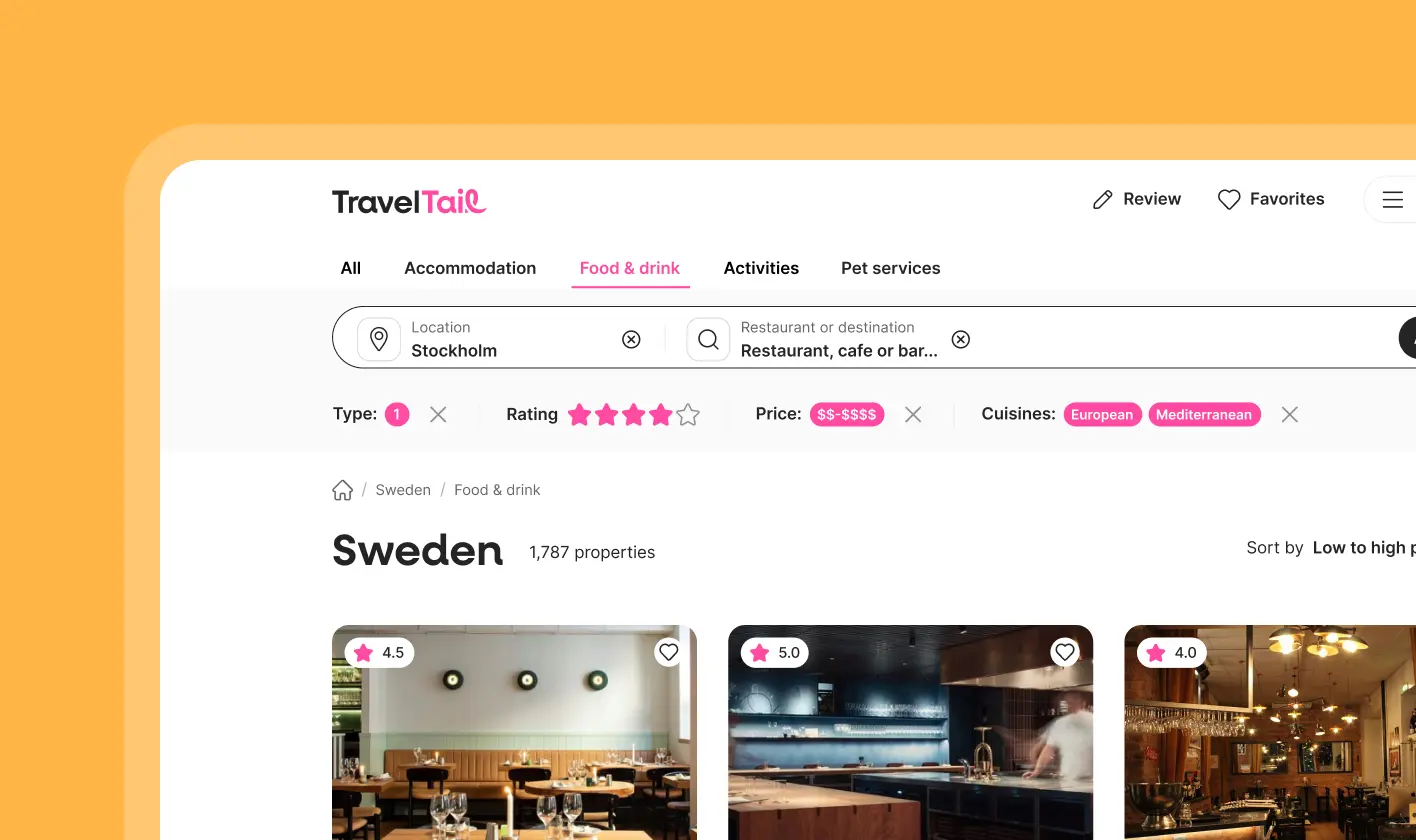 TravelTail
Review
Favorites
All
Accommodation
Food & drink
Activities
Pet services
Location
Stockholm
Restaurant or destination
Restaurant, cafe or bar...
Type: 1
Rating
Price: $$-$$$$
Cuisines: European Mediterranean
/ Sweden / Food & drink
Sweden
1,787 properties
Sort by Low to high p
4.5
5.0
4.0